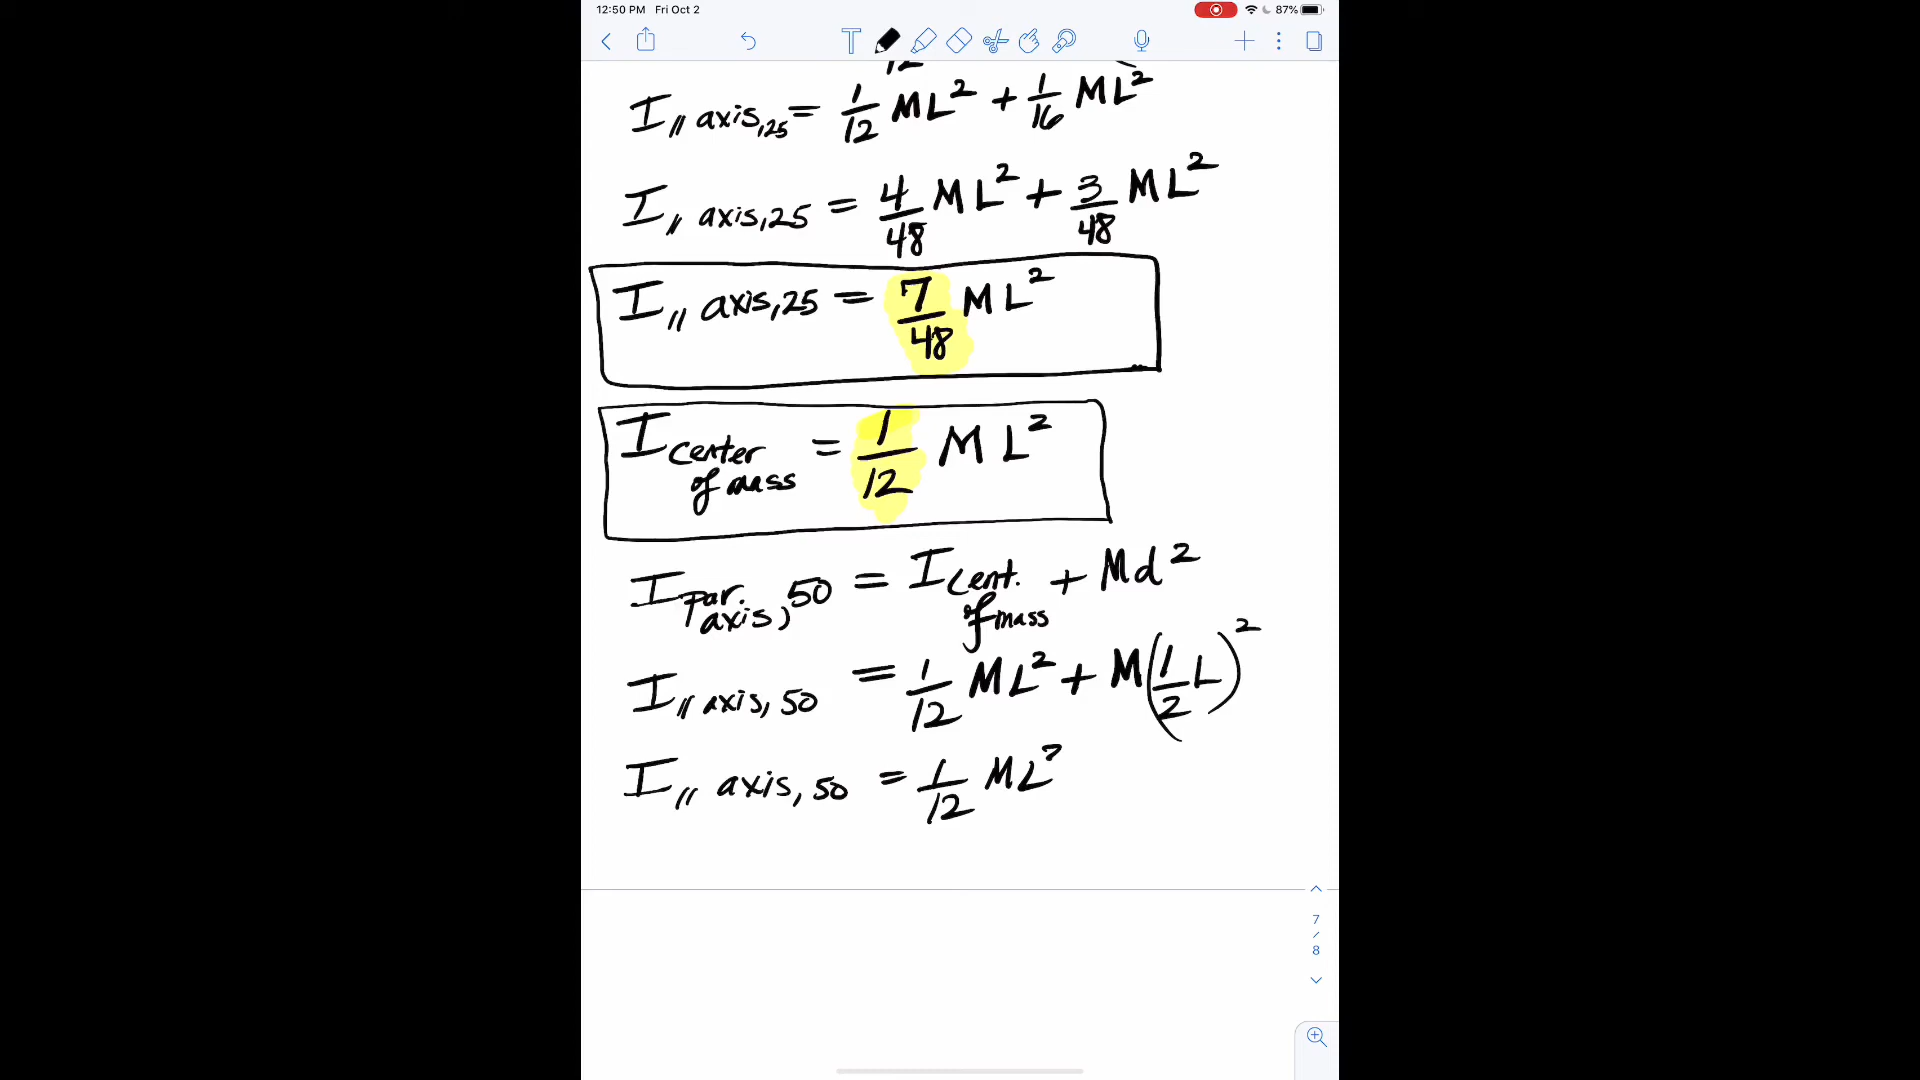 12:50 PM Fri Oct 2 87%
T
I// axis,25 = 1/12 ML² + 1/16 ML²
I// axis,25 = 4/48 ML² + 3/48 ML²
I// axis,25 = 7/48 ML²
I center of mass = 1/12 ML²
I par. axis, 50 = I cent. of mass + Md²
I// axis, 50 = 1/12 ML² + M(1/2 L)²
I// axis, 50 = 1/12 ML²
7
/
8